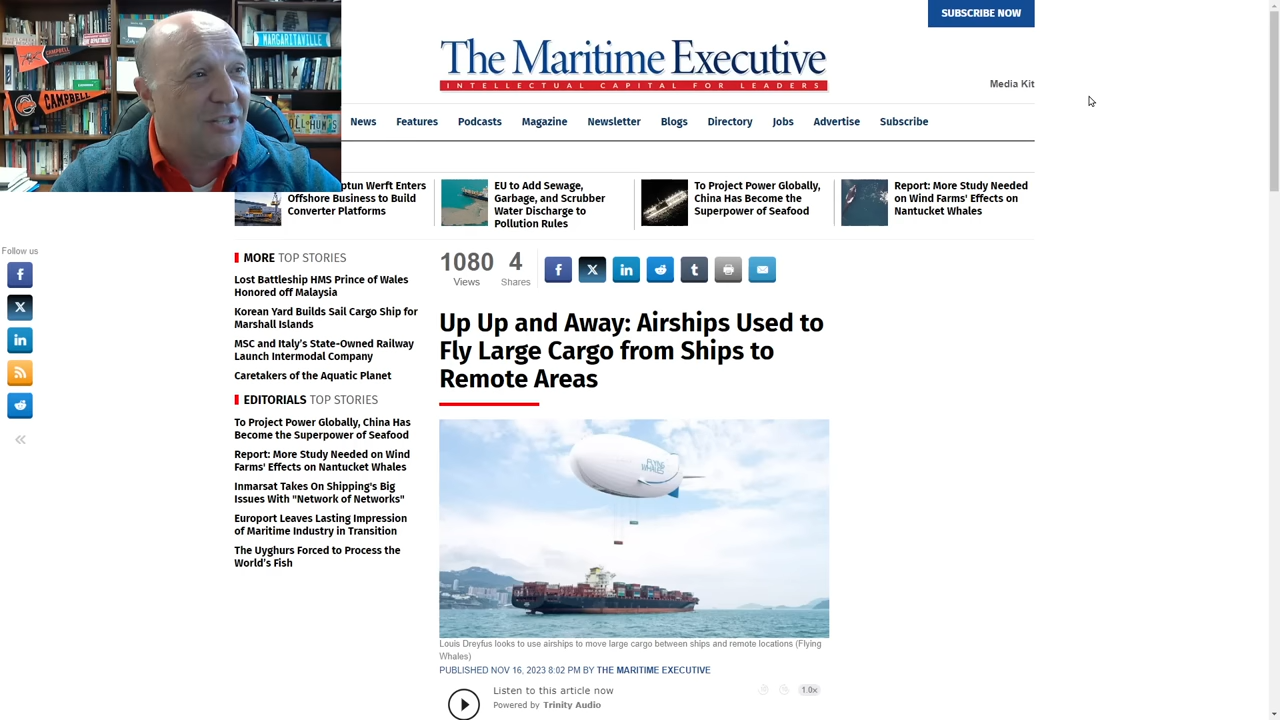 CAMPBELL
MARGARITAVILLE
CAMPBELL
SUBSCRIBE NOW
The Maritime Executive
INTELLECTUAL CAPITAL FOR LEADERS
Media Kit
News Features Podcasts Magazine Newsletter Blogs Directory Jobs Advertise Subscribe
ptun Werft Enters
Offshore Business to Build
Converter Platforms
EU to Add Sewage,
Garbage, and Scrubber
Water Discharge to
Pollution Rules
To Project Power Globally,
China Has Become the
Superpower of Seafood
Report: More Study Needed
on Wind Farms' Effects on
Nantucket Whales
Follow us
MORE TOP STORIES
Lost Battleship HMS Prince of Wales
Honored off Malaysia
Korean Yard Builds Sail Cargo Ship for
Marshall Islands
MSC and Italy's State-Owned Railway
Launch Intermodal Company
Caretakers of the Aquatic Planet
EDITORIALS TOP STORIES
To Project Power Globally, China Has
Become the Superpower of Seafood
Report: More Study Needed on Wind
Farms' Effects on Nantucket Whales
Inmarsat Takes On Shipping's Big
Issues With "Network of Networks"
Europort Leaves Lasting Impression
of Maritime Industry in Transition
The Uyghurs Forced to Process the
World's Fish
1080 4
Views Shares
Up Up and Away: Airships Used to
Fly Large Cargo from Ships to
Remote Areas
FLYING
WHALES
Louis Dreyfus looks to use airships to move large cargo between ships and remote locations (Flying
Whales)
PUBLISHED NOV 16, 2023 8:02 PM BY THE MARITIME EXECUTIVE
Listen to this article now
Powered by Trinity Audio
1.0x